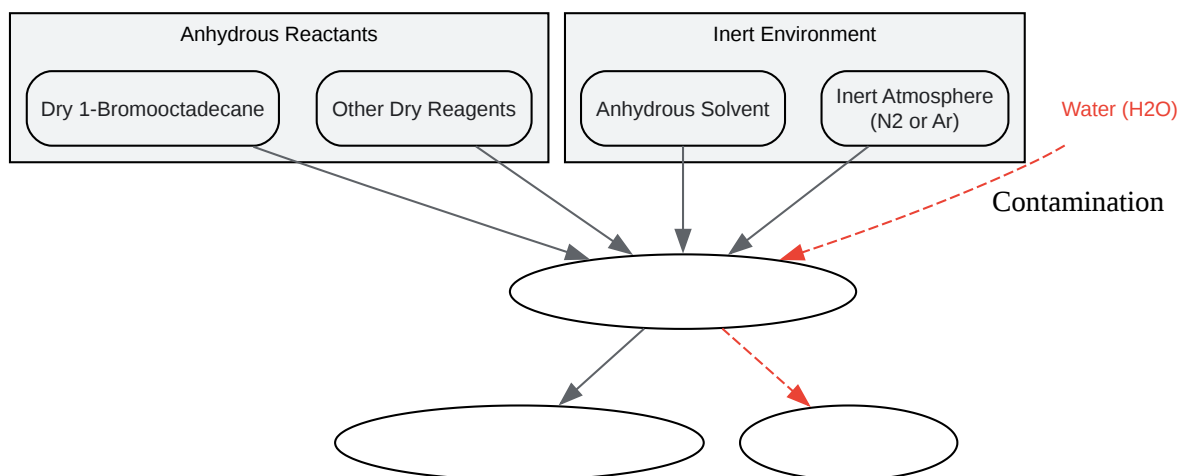 Anhydrous Reactants
Inert Environment
Dry 1-Bromooctadecane
Other Dry Reagents
Anhydrous Solvent
Inert Atmosphere
(N2 or Ar)
Water (H2O)
Contamination